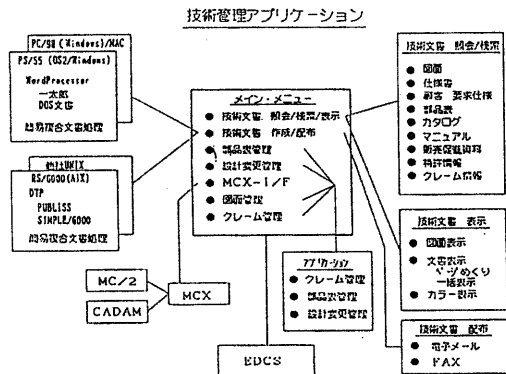 技術管理アプリケーション
PC/98 (Windows)/MAC
PS/55 (OS2/Windows)
WordProcessor
一太郎
DOS文書
簡易複合文書処理
他社UNIX
RS/6000(AIX)
DTP
PUBLISS
SIMPLE/6000
簡易複合文書処理
MC/2
CADAM
MCX
メイン・メニュー
● 技術文書 照会/検索/表示
● 技術文書 作成/配布
● 部品表管理
● 設計変更管理
● MCX-I/F
● 図面管理
● クレーム管理
アプリケーション
● クレーム管理
● 部品表管理
● 設計変更管理
EDCS
技術文書 照会/検索
● 図面
● 仕様書
● 顧客 要求仕様
● 部品表
● カタログ
● マニュアル
● 販売促進資料
● 特許情報
● クレーム情報
技術文書 表示
● 図面表示
● 文書表示
ページめくり
一括表示
● カラー表示
技術文書 配布
● 電子メール
● FAX